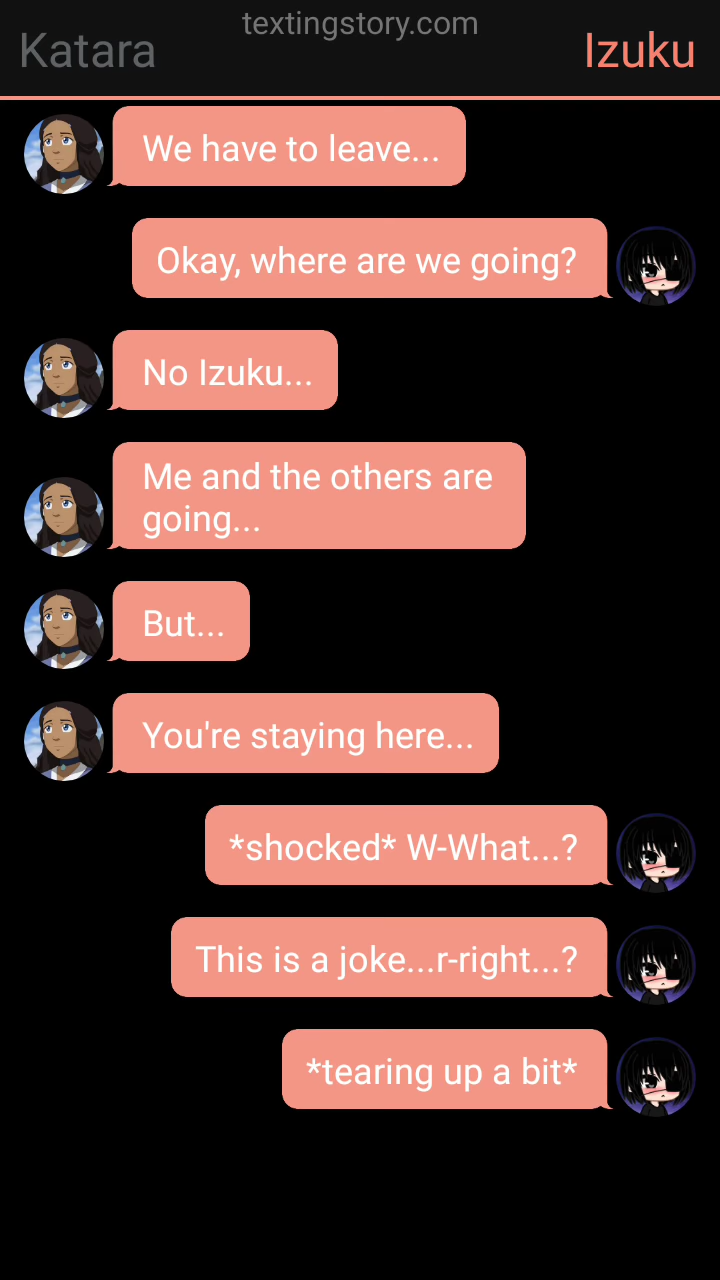 textingstory.com
Katara
Izuku
We have to leave...
Okay, where are we going?
No Izuku...
Me and the others are
going...
But...
You're staying here...
*shocked* W-What...?
This is a joke...r-right...?
*tearing up a bit*